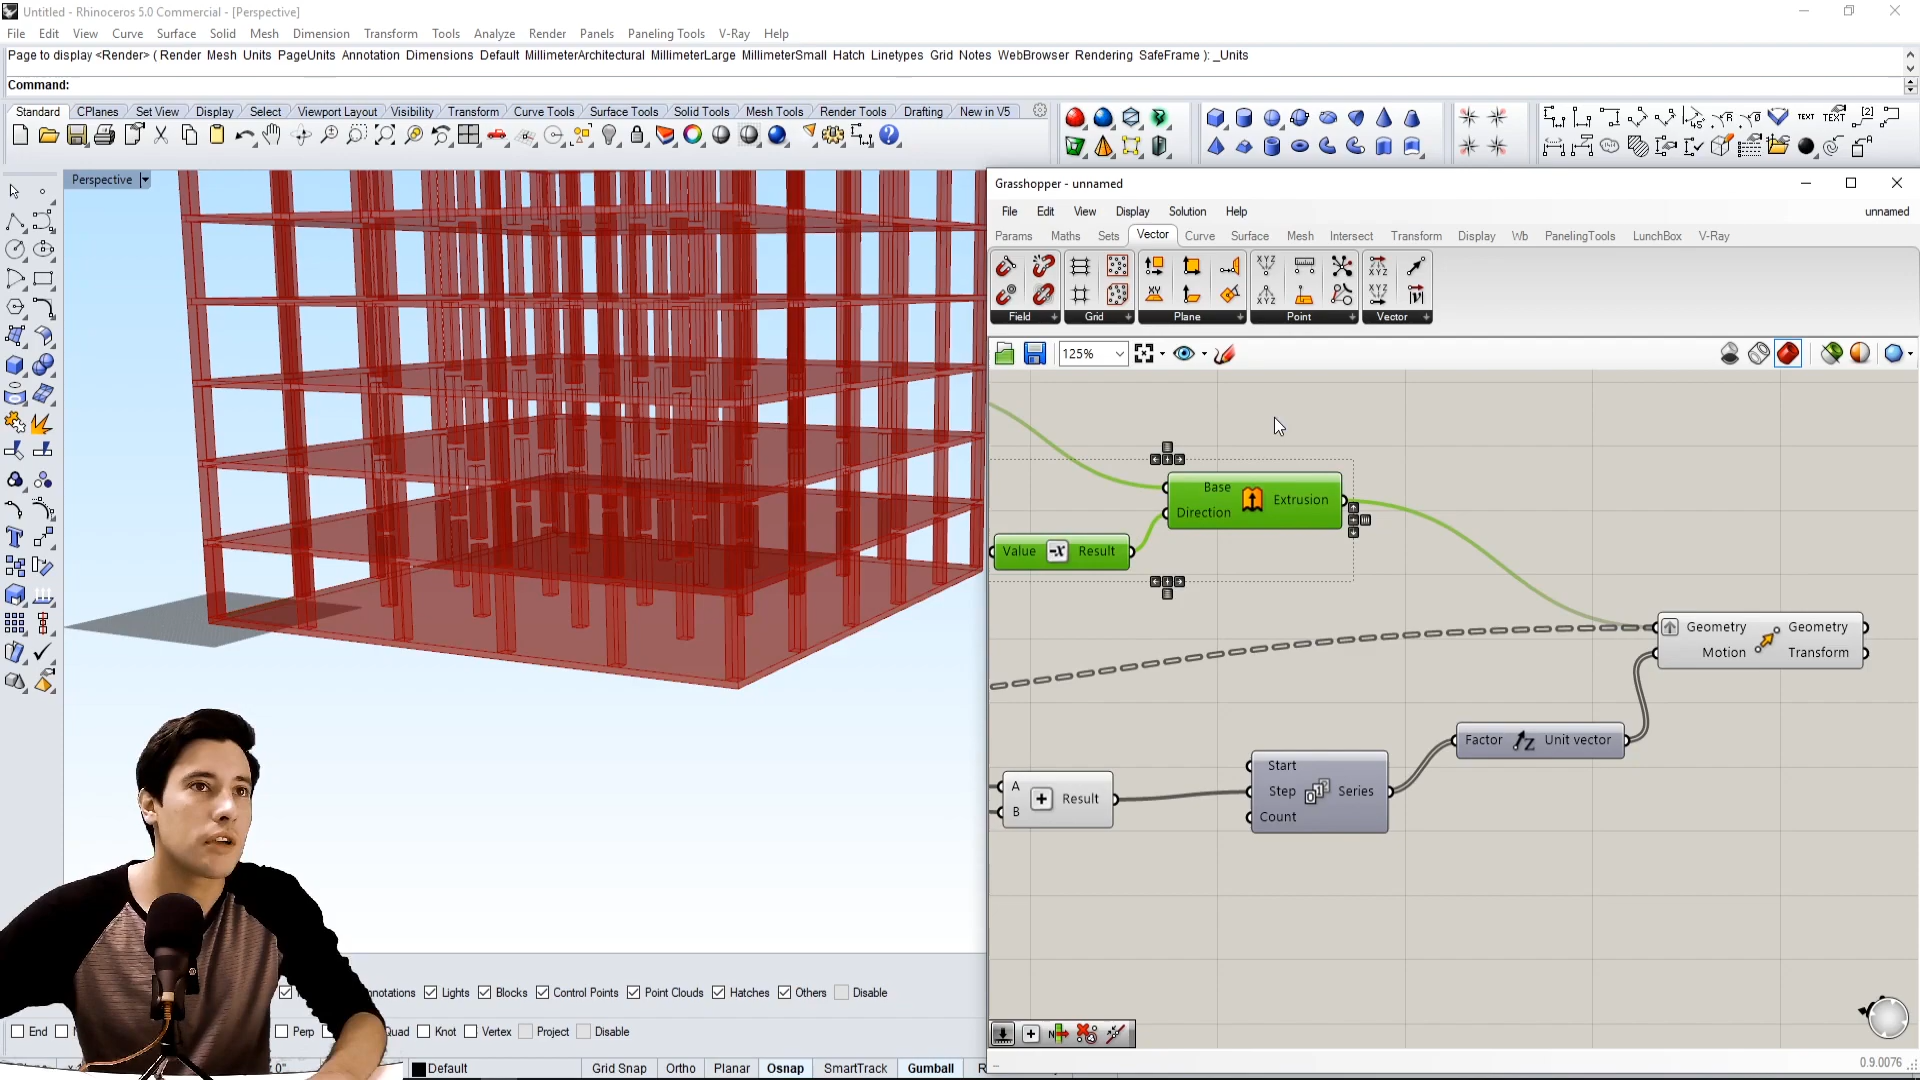 Untitled - Rhinoceros 5.0 Commercial - [Perspective]
File Edit View Curve Surface Solid Mesh Dimension Transform Tools Analyze Render Panels Paneling Tools V-Ray Help
Page to display <Render> ( Render Mesh Units PageUnits Annotation Dimensions Default MillimeterArchitectural MillimeterLarge MillimeterSmall Hatch Linetypes Grid Notes WebBrowser Rendering SafeFrame ): _Units
Command:
Standard CPlanes Set View Display Select Viewport Layout Visibility Transform Curve Tools Surface Tools Solid Tools Mesh Tools Render Tools Drafting New in V5
Perspective
Grasshopper - unnamed
File Edit View Display Solution Help unnamed
Params Maths Sets Vector Curve Surface Mesh Intersect Transform Display Wb PanelingTools LunchBox V-Ray
Field Grid Plane Point Vector
125%
Base
Direction
Extrusion
Value -x Result
Geometry Geometry
Motion Transform
Factor Unit vector
Start
Step Series
Count
A
B
Result
notations Lights Blocks Control Points Point Clouds Hatches Others Disable
End Perp Quad Knot Vertex Project Disable
Default Grid Snap Ortho Planar Osnap SmartTrack Gumball
0.9.0076